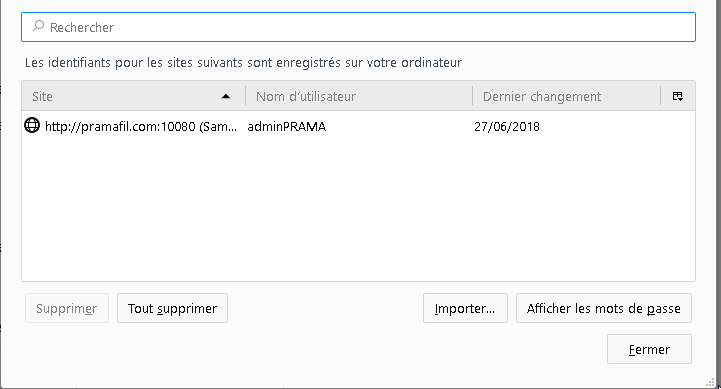 Rechercher
Les identifiants pour les sites suivants sont enregistrés sur votre ordinateur
Site Nom d'utilisateur Dernier changement
http://pramafil.com:10080 (Sam... adminPRAMA 27/06/2018
Supprimer Tout supprimer Importer... Afficher les mots de passe
Fermer